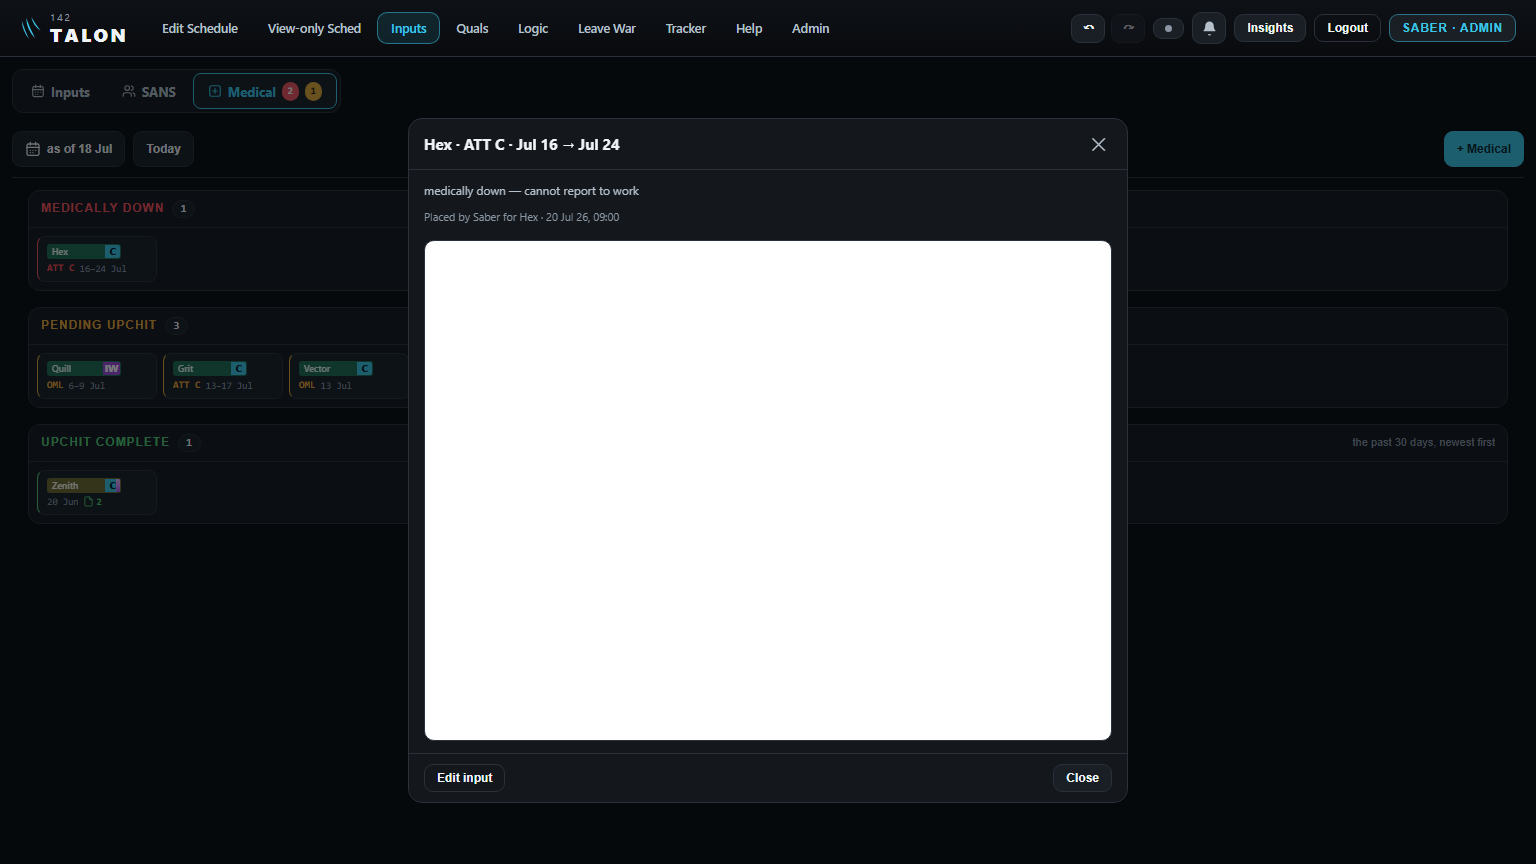 142
TALON
Edit Schedule
View-only Sched
Inputs
Quals
Logic
Leave War
Tracker
Help
Admin
Insights
Logout
SABER · ADMIN
Inputs
SANS
Medical 2 1
as of 18 Jul
Today
+ Medical
Hex · ATT C · Jul 16 → Jul 24
medically down — cannot report to work
Placed by Saber for Hex · 20 Jul 26, 09:00
Edit input
Close
MEDICALLY DOWN 1
Hex C
ATT C 16–24 Jul
PENDING UPCHIT 3
Quill IW
OML 6–9 Jul
Grit C
ATT C 13–17 Jul
Vector C
OML 13 Jul
UPCHIT COMPLETE 1
the past 30 days, newest first
Zenith C
20 Jun 2